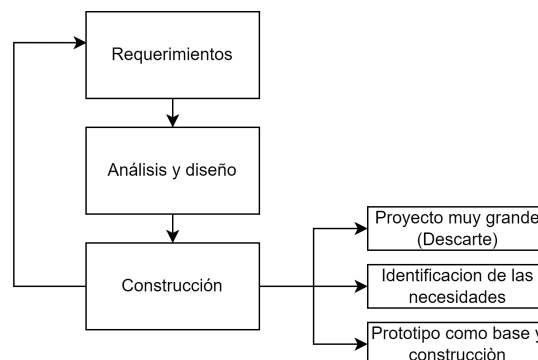 Requerimientos
Análisis y diseño
Construcción
Proyecto muy grande
(Descarte)
Identificacion de las
necesidades
Prototipo como base y
construcciòn